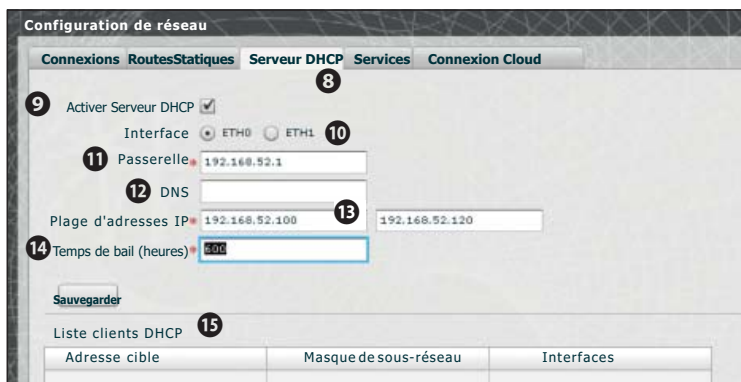 Configuration de réseau
Connexions RoutesStatiques Serveur DHCP Services Connexion Cloud
8
9 Activer Serveur DHCP
Interface ETH0 ETH1 10
11 Passerelle* 192.168.52.1
12 DNS
Plage d'adresses IP* 192.168.52.100 13 192.168.52.120
14 Temps de bail (heures)* 600
Sauvegarder
Liste clients DHCP 15
Adresse cible Masque de sous-réseau Interfaces